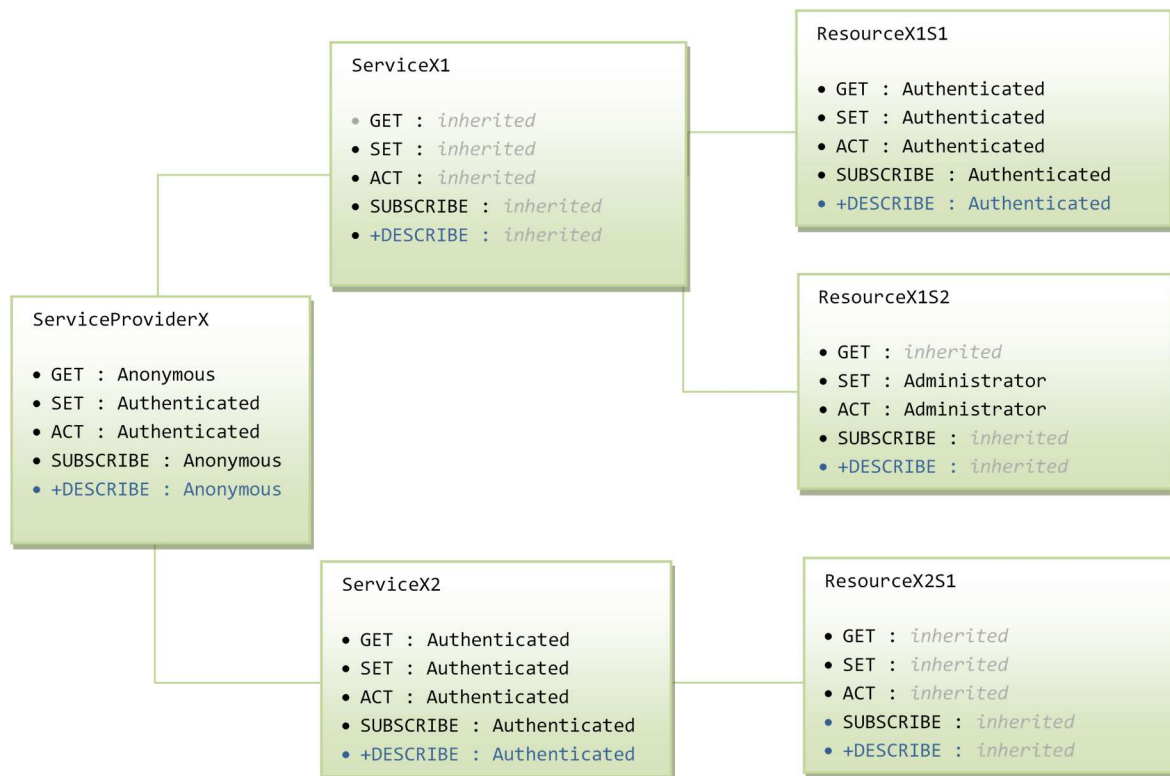 ServiceProviderX
• GET : Anonymous
• SET : Authenticated
• ACT : Authenticated
• SUBSCRIBE : Anonymous
• +DESCRIBE : Anonymous
ServiceX1
• GET : inherited
• SET : inherited
• ACT : inherited
• SUBSCRIBE : inherited
• +DESCRIBE : inherited
ResourceX1S1
• GET : Authenticated
• SET : Authenticated
• ACT : Authenticated
• SUBSCRIBE : Authenticated
• +DESCRIBE : Authenticated
ResourceX1S2
• GET : inherited
• SET : Administrator
• ACT : Administrator
• SUBSCRIBE : inherited
• +DESCRIBE : inherited
ServiceX2
• GET : Authenticated
• SET : Authenticated
• ACT : Authenticated
• SUBSCRIBE : Authenticated
• +DESCRIBE : Authenticated
ResourceX2S1
• GET : inherited
• SET : inherited
• ACT : inherited
• SUBSCRIBE : inherited
• +DESCRIBE : inherited